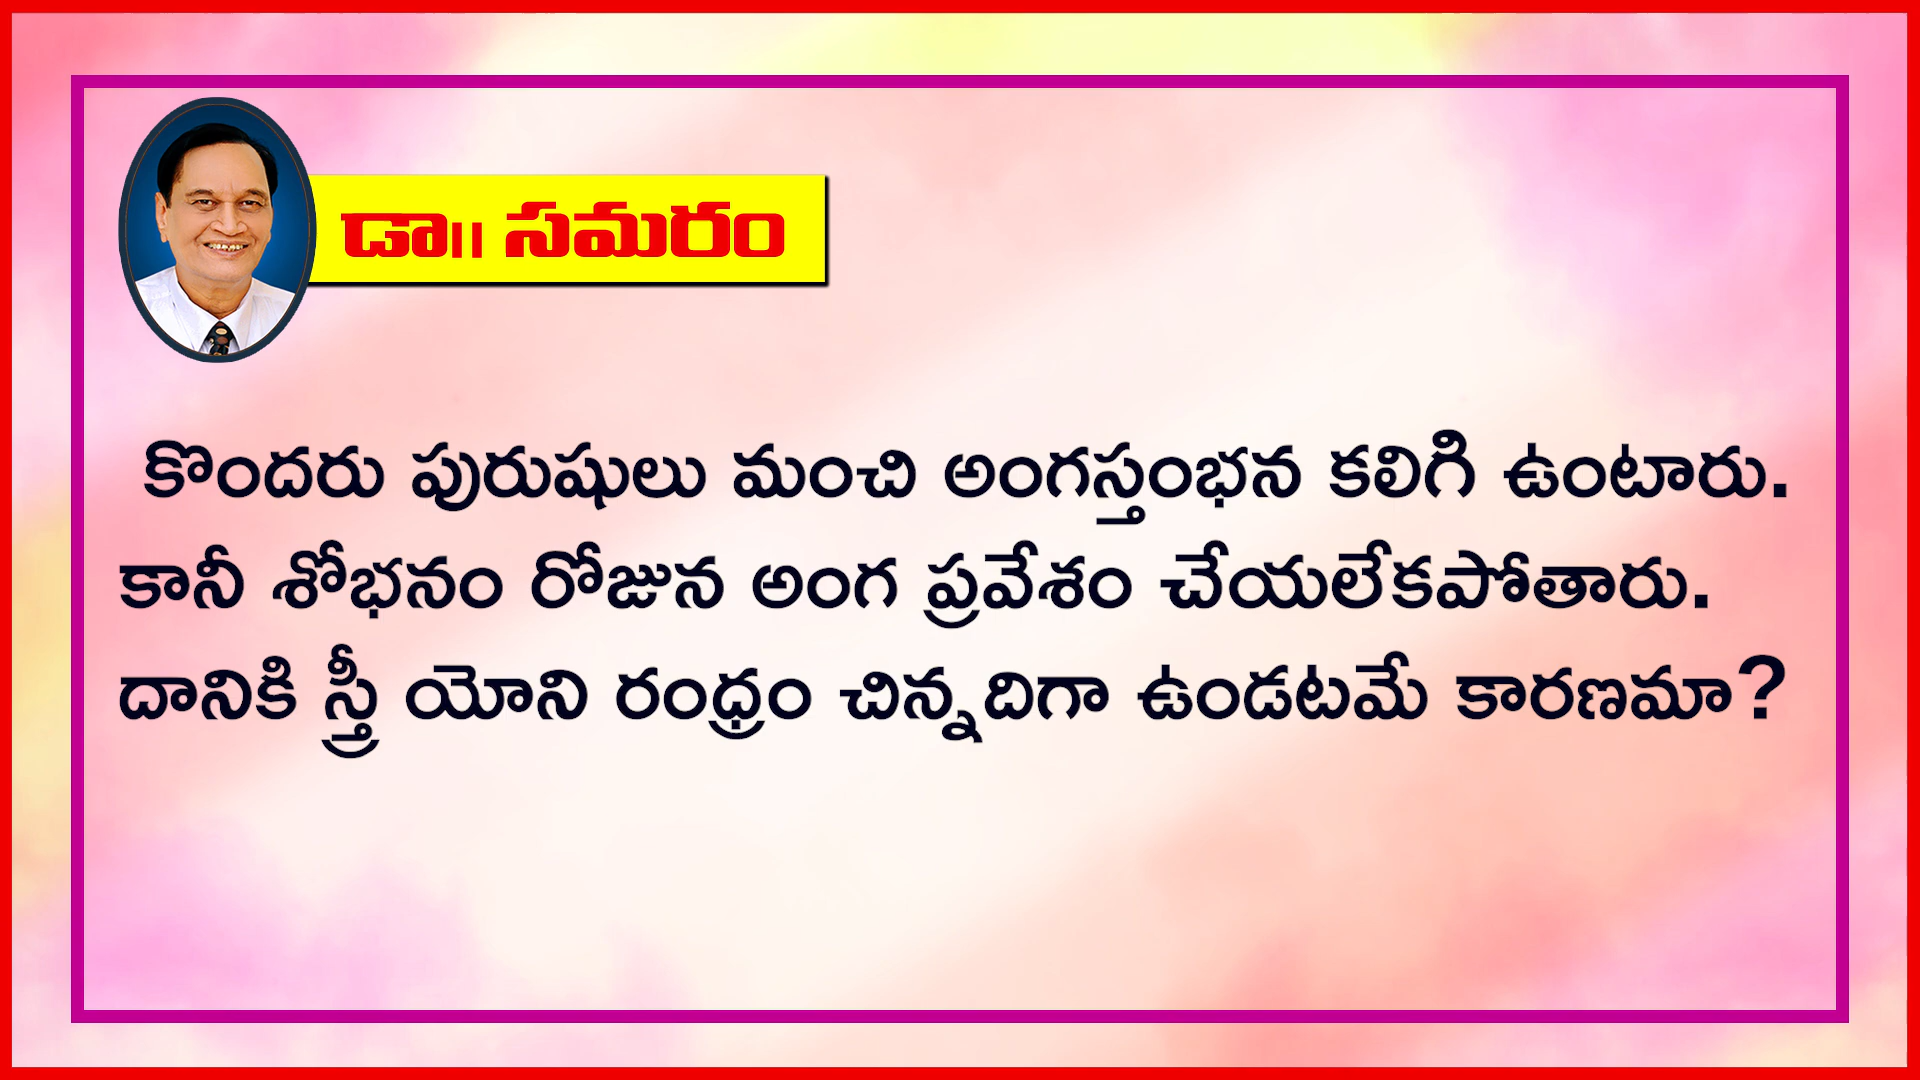 డా|| సమరం
కొందరు పురుషులు మంచి అంగస్తంభన కలిగి ఉంటారు.
కానీ శోభనం రోజున అంగ ప్రవేశం చేయలేకపోతారు.
దానికి స్త్రీ యోని రంధ్రం చిన్నదిగా ఉండటమే కారణమా?